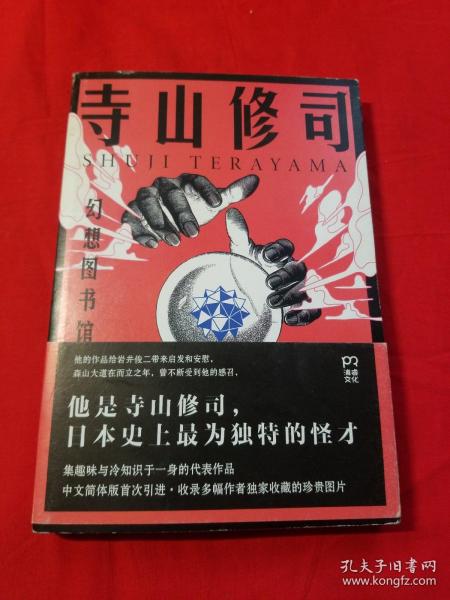 寺山修司
SHUJI TERAYAMA
幻想图书馆
他的作品给岩井俊二带来启发和安慰，
森山大道在而立之年，曾不断受到他的感召，
浦睿文化
他是寺山修司，
日本史上最为独特的怪才
集趣味与冷知识于一身的代表作品
中文简体版首次引进·收录多幅作者独家收藏的珍贵图片
孔夫子旧书网
www.kongfz.com